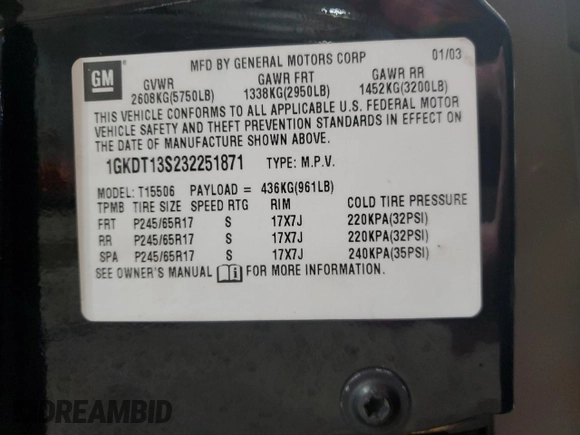 MFD BY GENERAL MOTORS CORP 01/03
GM
GVWR GAWR FRT GAWR RR
2608KG(5750LB) 1338KG(2950LB) 1452KG(3200LB)
THIS VEHICLE CONFORMS TO ALL APPLICABLE U.S. FEDERAL MOTOR
VEHICLE SAFETY AND THEFT PREVENTION STANDARDS IN EFFECT ON
THE DATE OF MANUFACTURE SHOWN ABOVE.
1GKDT13S232251871 TYPE: M.P.V.
MODEL: T15506 PAYLOAD = 436KG(961LB)
TPMB TIRE SIZE SPEED RTG RIM COLD TIRE PRESSURE
FRT P245/65R17 S 17X7J 220KPA(32PSI)
RR P245/65R17 S 17X7J 220KPA(32PSI)
SPA P245/65R17 S 17X7J 240KPA(35PSI)
SEE OWNER'S MANUAL FOR MORE INFORMATION.
DREAMBID